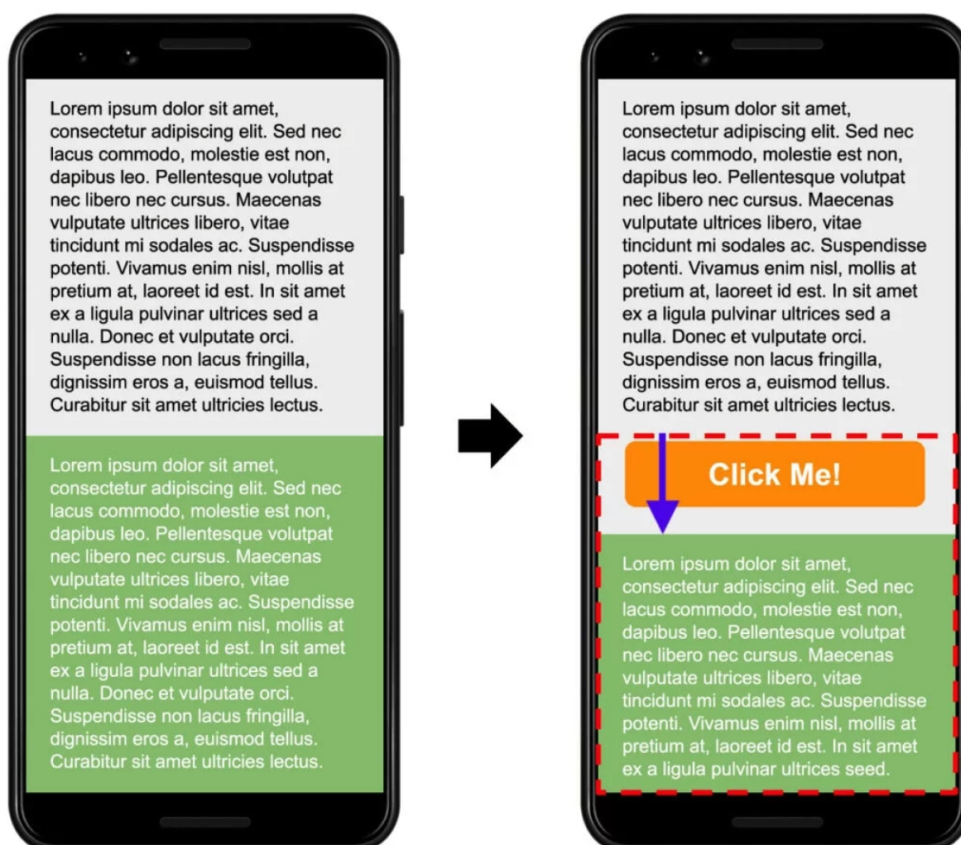 Lorem ipsum dolor sit amet,
consectetur adipiscing elit. Sed nec
lacus commodo, molestie est non,
dapibus leo. Pellentesque volutpat
nec libero nec cursus. Maecenas
vulputate ultrices libero, vitae
tincidunt mi sodales ac. Suspendisse
potenti. Vivamus enim nisl, mollis at
pretium at, laoreet id est. In sit amet
ex a ligula pulvinar ultrices sed a
nulla. Donec et vulputate orci.
Suspendisse non lacus fringilla,
dignissim eros a, euismod tellus.
Curabitur sit amet ultricies lectus.
Lorem ipsum dolor sit amet,
consectetur adipiscing elit. Sed nec
lacus commodo, molestie est non,
dapibus leo. Pellentesque volutpat
nec libero nec cursus. Maecenas
vulputate ultrices libero, vitae
tincidunt mi sodales ac. Suspendisse
potenti. Vivamus enim nisl, mollis at
pretium at, laoreet id est. In sit amet
ex a ligula pulvinar ultrices sed a
nulla. Donec et vulputate orci.
Suspendisse non lacus fringilla,
dignissim eros a, euismod tellus.
Curabitur sit amet ultricies lectus.
Lorem ipsum dolor sit amet,
consectetur adipiscing elit. Sed nec
lacus commodo, molestie est non,
dapibus leo. Pellentesque volutpat
nec libero nec cursus. Maecenas
vulputate ultrices libero, vitae
tincidunt mi sodales ac. Suspendisse
potenti. Vivamus enim nisl, mollis at
pretium at, laoreet id est. In sit amet
ex a ligula pulvinar ultrices sed a
nulla. Donec et vulputate orci.
Suspendisse non lacus fringilla,
dignissim eros a, euismod tellus.
Curabitur sit amet ultricies lectus.
Click Me!
Lorem ipsum dolor sit amet,
consectetur adipiscing elit. Sed nec
lacus commodo, molestie est non,
dapibus leo. Pellentesque volutpat
nec libero nec cursus. Maecenas
vulputate ultrices libero, vitae
tincidunt mi sodales ac. Suspendisse
potenti. Vivamus enim nisl, mollis at
pretium at, laoreet id est. In sit amet
ex a ligula pulvinar ultrices seed.